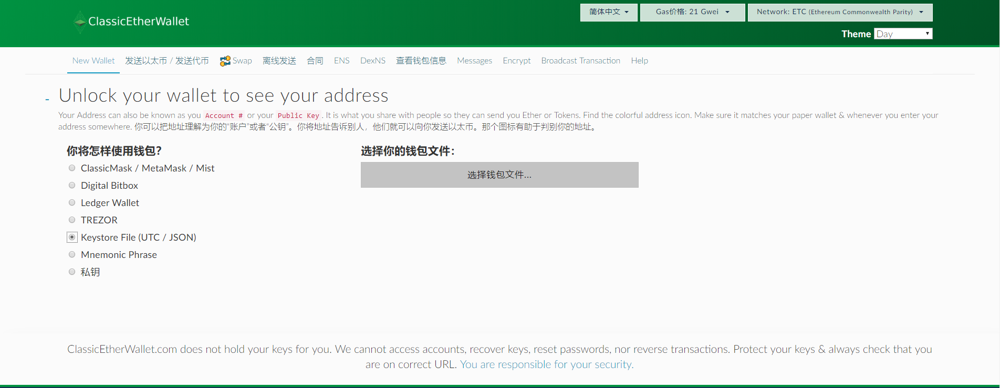 ClassicEtherWallet
简体中文
Gas价格: 21 Gwei
Network: ETC (Ethereum Commonwealth Parity)
Theme Day
New Wallet 发送以太币 / 发送代币 Swap 离线发送 合同 ENS DexNS 查看钱包信息 Messages Encrypt Broadcast Transaction Help
- Unlock your wallet to see your address
Your Address can also be known as you Account # or your Public Key. It is what you share with people so they can send you Ether or Tokens. Find the colorful address icon. Make sure it matches your paper wallet & whenever you enter your
address somewhere. 你可以把地址理解为你的“账户”或者“公钥”。你将地址告诉别人，他们就可以向你发送以太币。那个图标有助于判别你的地址。
你将怎样使用钱包?
ClassicMask / MetaMask / Mist
Digital Bitbox
Ledger Wallet
TREZOR
Keystore File (UTC / JSON)
Mnemonic Phrase
私钥
选择你的钱包文件：
选择钱包文件...
ClassicEtherWallet.com does not hold your keys for you. We cannot access accounts, recover keys, reset passwords, nor reverse transactions. Protect your keys & always check that you
are on correct URL. You are responsible for your security.